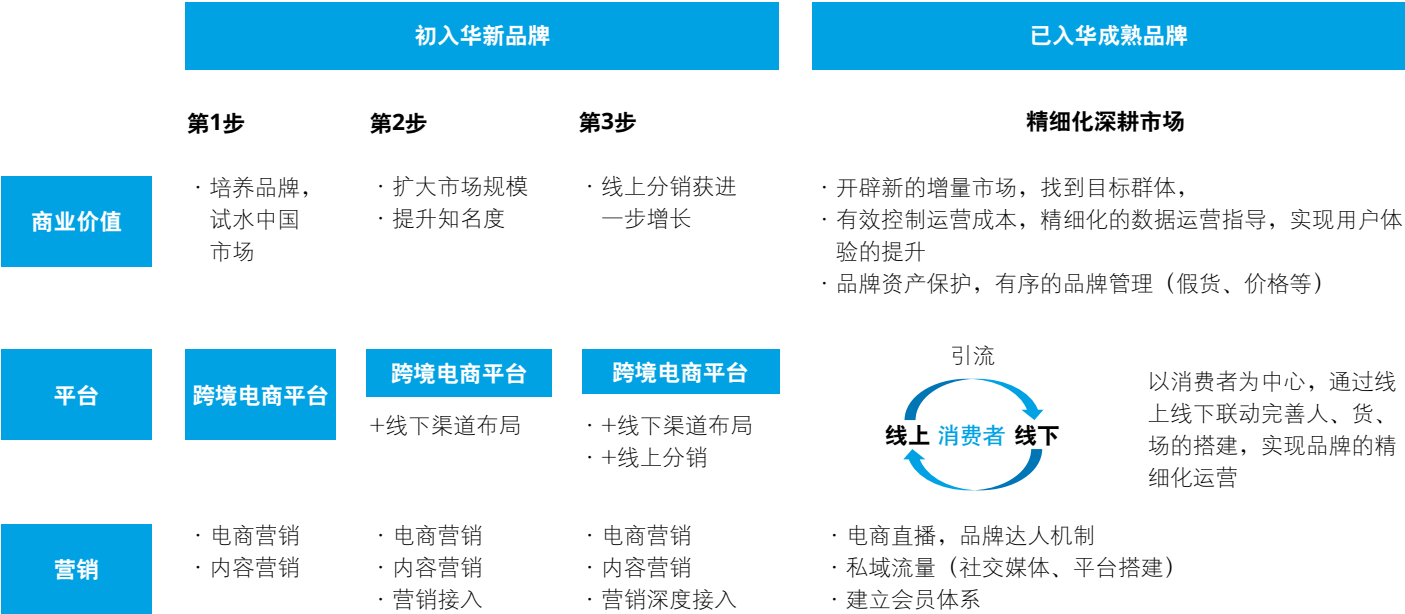 初入华新品牌
已入华成熟品牌
第1步
第2步
第3步
精细化深耕市场
商业价值
· 培养品牌，
试水中国
市场
· 扩大市场规模
· 提升知名度
· 线上分销获进
一步增长
· 开辟新的增量市场，找到目标群体，
· 有效控制运营成本，精细化的数据运营指导，实现用户体
验的提升
· 品牌资产保护，有序的品牌管理（假货、价格等）
平台
跨境电商平台
跨境电商平台
+线下渠道布局
跨境电商平台
· +线下渠道布局
· +线上分销
引流
线上 消费者 线下
以消费者为中心，通过线
上线下联动完善人、货、
场的搭建，实现品牌的精
细化运营
营销
· 电商营销
· 内容营销
· 电商营销
· 内容营销
· 营销接入
· 电商营销
· 内容营销
· 营销深度接入
· 电商直播，品牌达人机制
· 私域流量（社交媒体、平台搭建）
· 建立会员体系